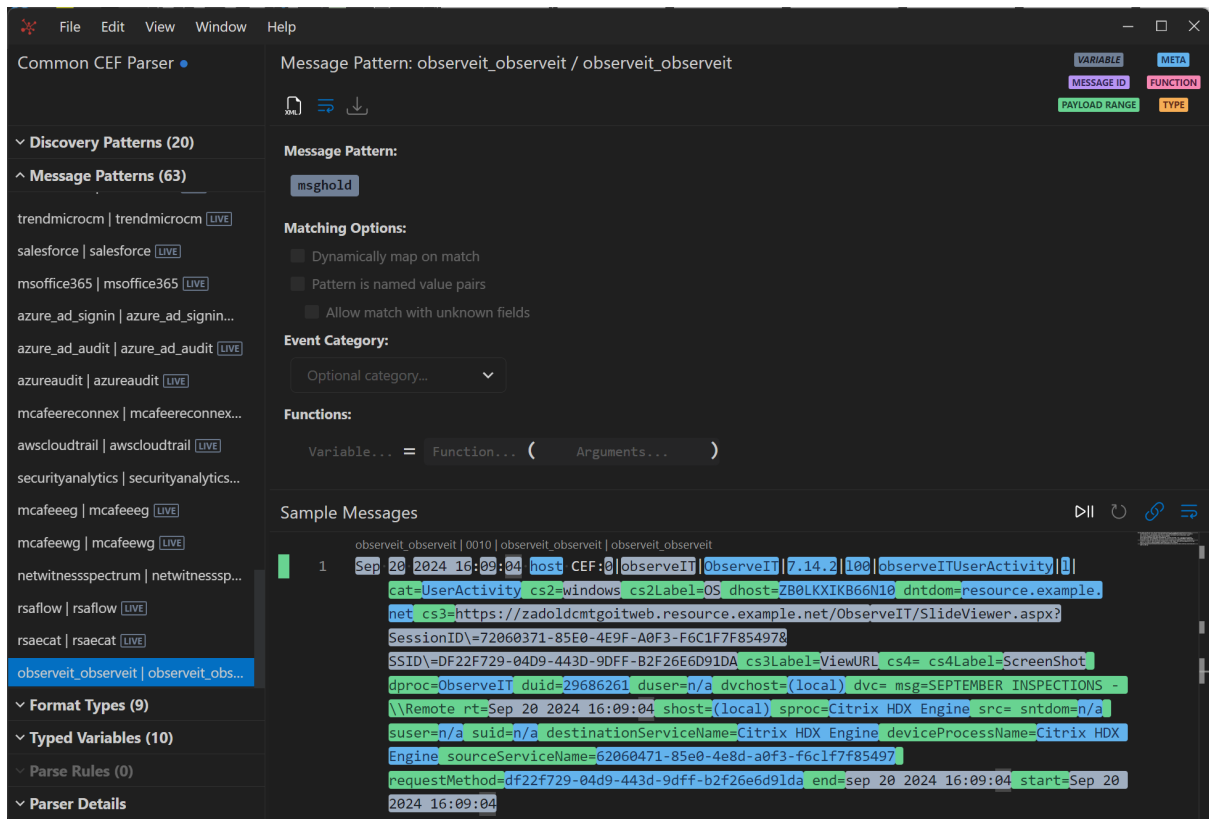 File Edit View Window Help
Common CEF Parser
Message Pattern: observeit_observeit / observeit_observeit
VARIABLE
META
MESSAGE ID
FUNCTION
PAYLOAD RANGE
TYPE
XML
Discovery Patterns (20)
Message Patterns (63)
trendmicrocm | trendmicrocm LIVE
salesforce | salesforce LIVE
msoffice365 | msoffice365 LIVE
azure_ad_signin | azure_ad_signin...
azure_ad_audit | azure_ad_audit LIVE
azureaudit | azureaudit LIVE
mcafeereconnex | mcafeereconnex...
awscloudtrail | awscloudtrail LIVE
securityanalytics | securityanalytics...
mcafeeeg | mcafeeeg LIVE
mcafeewg | mcafeewg LIVE
netwitnessspectrum | netwitnesssp...
rsaflow | rsaflow LIVE
rsaecat | rsaecat LIVE
observeit_observeit | observeit_obs...
Format Types (9)
Typed Variables (10)
Parse Rules (0)
Parser Details
Message Pattern:
msghold
Matching Options:
Dynamically map on match
Pattern is named value pairs
Allow match with unknown fields
Event Category:
Optional category...
Functions:
Variable... = Function... ( Arguments... )
Sample Messages
observeit_observeit | 0010 | observeit_observeit | observeit_observeit
1 Sep 20 2024 16:09:04 host CEF:0|observeIT|ObserveIT|7.14.2|l00|observeITUserActivity|l|
cat=UserActivity cs2=windows cs2Label=OS dhost=ZB0LKXIKB66N10 dntdom=resource.example.
net cs3=https://zadoldcmtgoitweb.resource.example.net/ObserveIT/SlideViewer.aspx?
SessionID\=72060371-85E0-4E9F-A0F3-F6C1F7F85497&
SSID\=DF22F729-04D9-443D-9DFF-B2F26E6D91DA cs3Label=ViewURL cs4= cs4Label=ScreenShot
dproc=ObserveIT duid=29686261 duser=n/a dvchost=(local) dvc= msg=SEPTEMBER INSPECTIONS -
\\Remote rt=Sep 20 2024 16:09:04 shost=(local) sproc=Citrix HDX Engine src= sntdom=n/a
suser=n/a suid=n/a destinationServiceName=Citrix HDX Engine deviceProcessName=Citrix HDX
Engine sourceServiceName=62060471-85e0-4e8d-a0f3-f6clf7f85497
requestMethod=df22f729-04d9-443d-9dff-b2f26e6d9lda end=sep 20 2024 16:09:04 start=Sep 20
2024 16:09:04